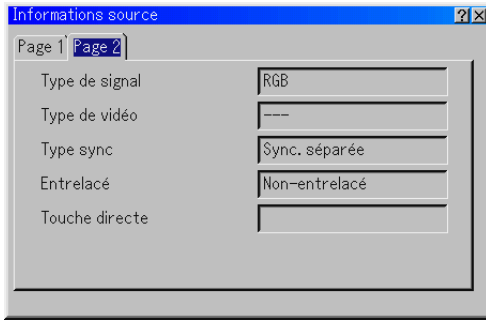 Informations source ? ×
Page 1 Page 2
Type de signal RGB
Type de vidéo ---
Type sync Sync.séparée
Entrelacé Non-entrelacé
Touche directe